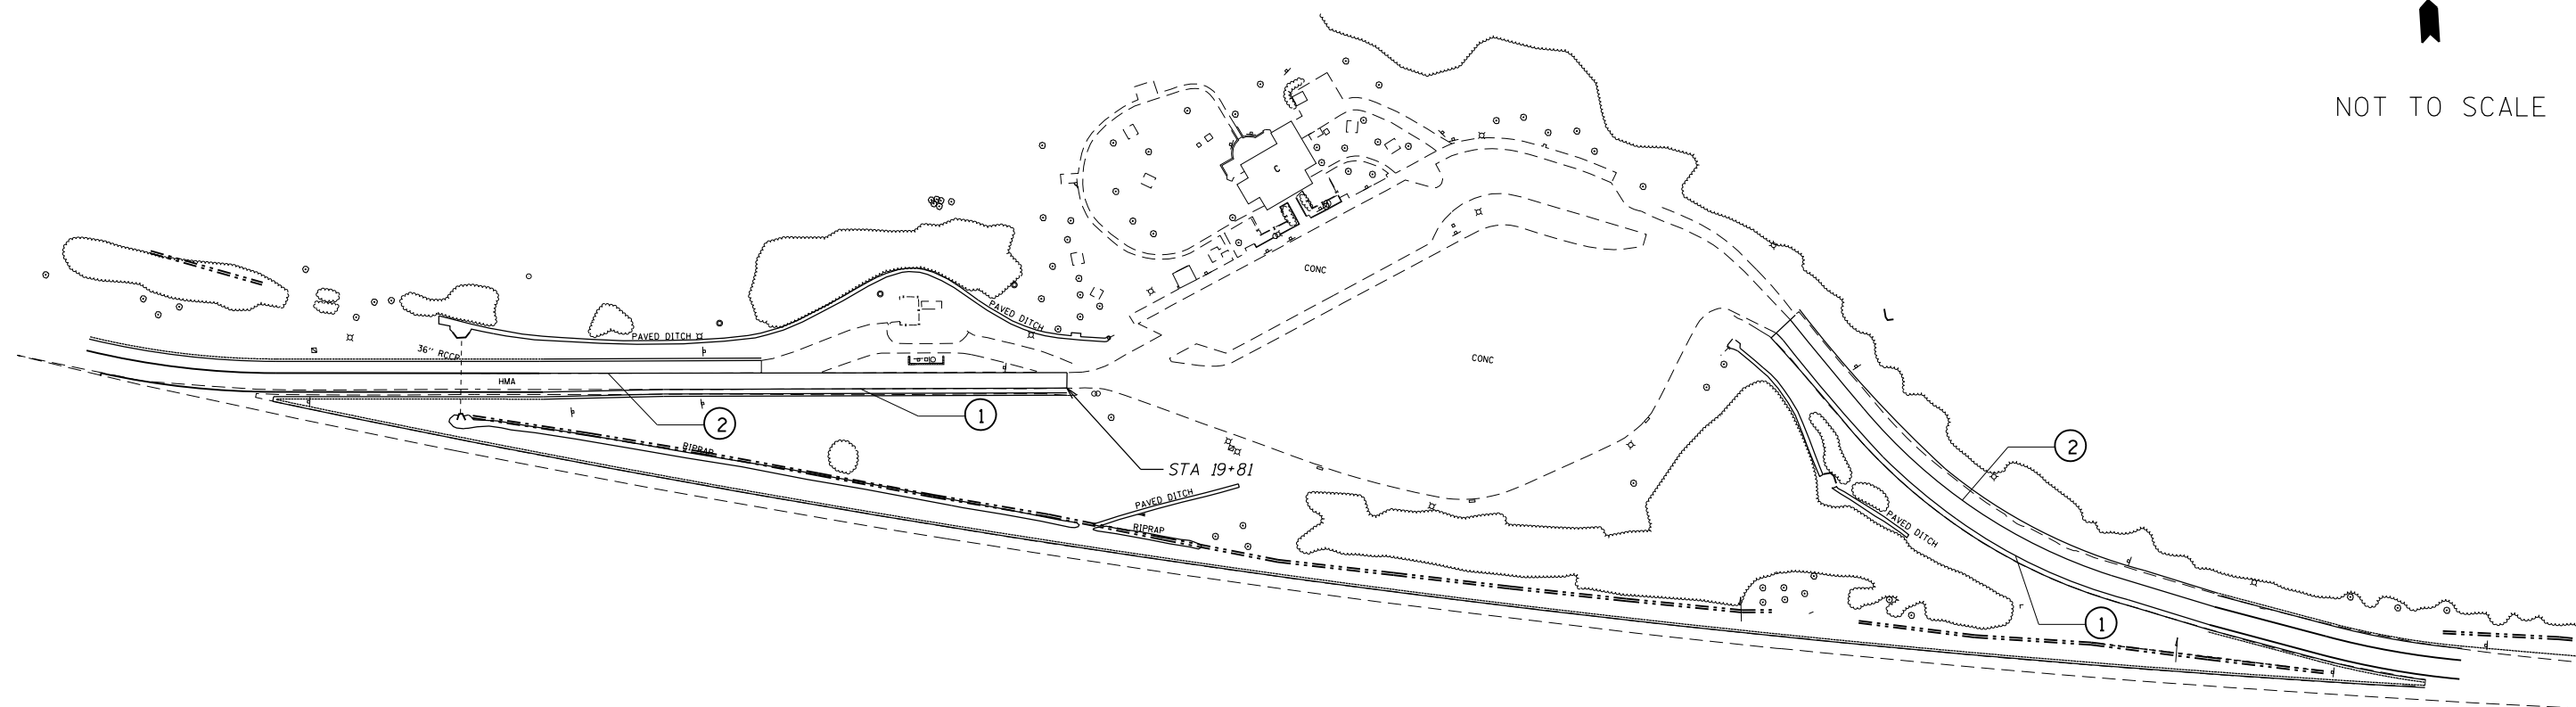 NOT TO SCALE
C
CONC
PAVED DITCH
L
PAVED DITCH
36" RCCP
CONC
HMA
1
2
2
RIPRAP
STA 19+81
PAVED DITCH
RIPRAP
PAVED DITCH
1